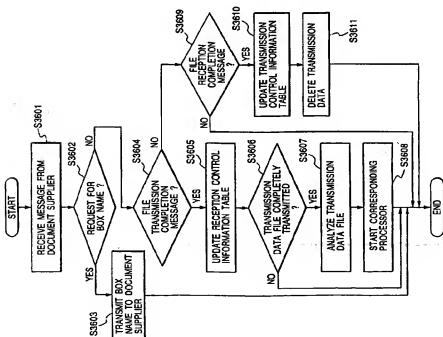 START
S3601
RECEIVE MESSAGE FROM
DOCUMENT SUPPLIER
S3602
REQUEST FOR
BOX NAME ?
YES
NO
S3603
TRANSMIT BOX
NAME TO DOCUMENT
SUPPLIER
S3604
FILE
TRANSMISSION
COMPLETION
MESSAGE ?
NO
YES
S3605
UPDATE RECEPTION CONTROL
INFORMATION TABLE
S3606
TRANSMISSION
DATA FILE COMPLETELY
TRANSMITTED
?
NO
YES
S3607
ANALYZE TRANSMISSION
DATA FILE
S3608
START CORRESPONDING
PROCESSOR
S3609
FILE
RECEPTION
COMPLETION
MESSAGE
?
YES
NO
S3610
UPDATE TRANSMISSION
CONTROL INFORMATION
TABLE
S3611
DELETE TRANSMISSION
DATA
END